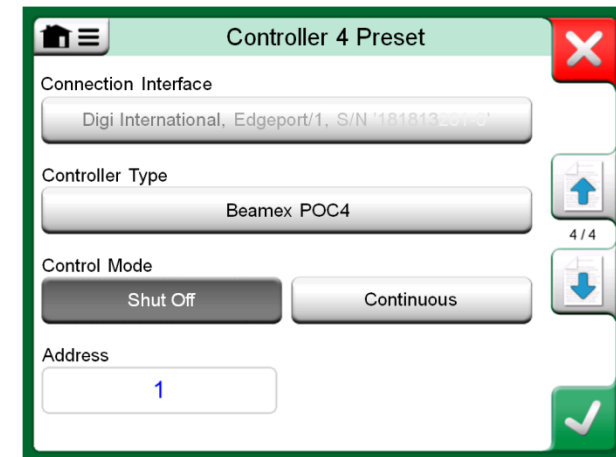 Controller 4 Preset
Connection Interface
Digi International, Edgeport/1, S/N '181813
Controller Type
Beamex POC4
4 / 4
Control Mode
Shut Off
Continuous
Address
1